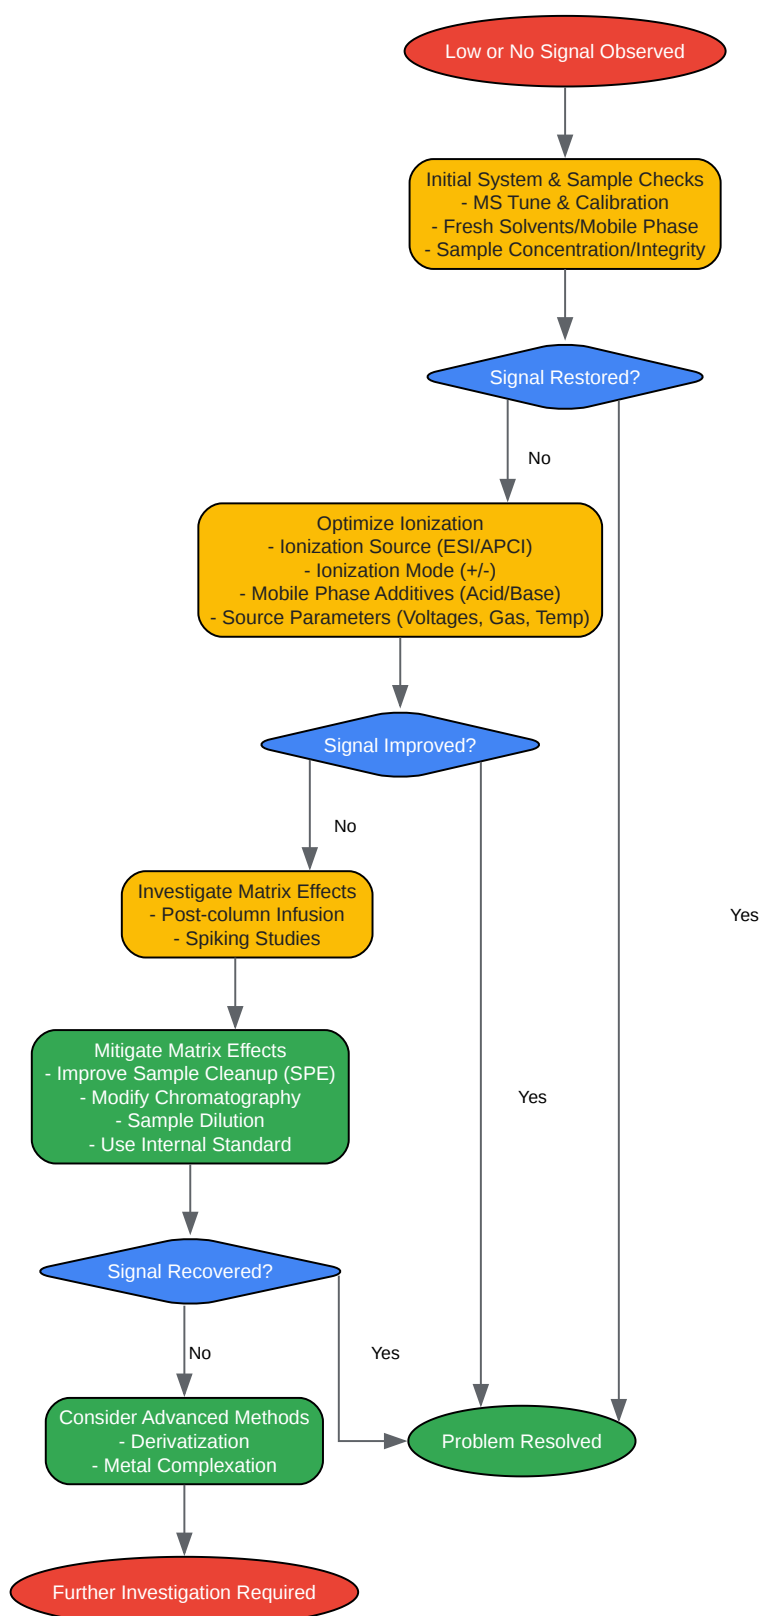 Low or No Signal Observed
Initial System & Sample Checks
- MS Tune & Calibration
- Fresh Solvents/Mobile Phase
- Sample Concentration/Integrity
Signal Restored?
No
Optimize Ionization
- Ionization Source (ESI/APCI)
- Ionization Mode (+/-)
- Mobile Phase Additives (Acid/Base)
- Source Parameters (Voltages, Gas, Temp)
Signal Improved?
No
Investigate Matrix Effects
- Post-column Infusion
- Spiking Studies
Yes
Mitigate Matrix Effects
- Improve Sample Cleanup (SPE)
- Modify Chromatography
- Sample Dilution
- Use Internal Standard
Yes
Signal Recovered?
No
Yes
Consider Advanced Methods
- Derivatization
- Metal Complexation
Problem Resolved
Further Investigation Required